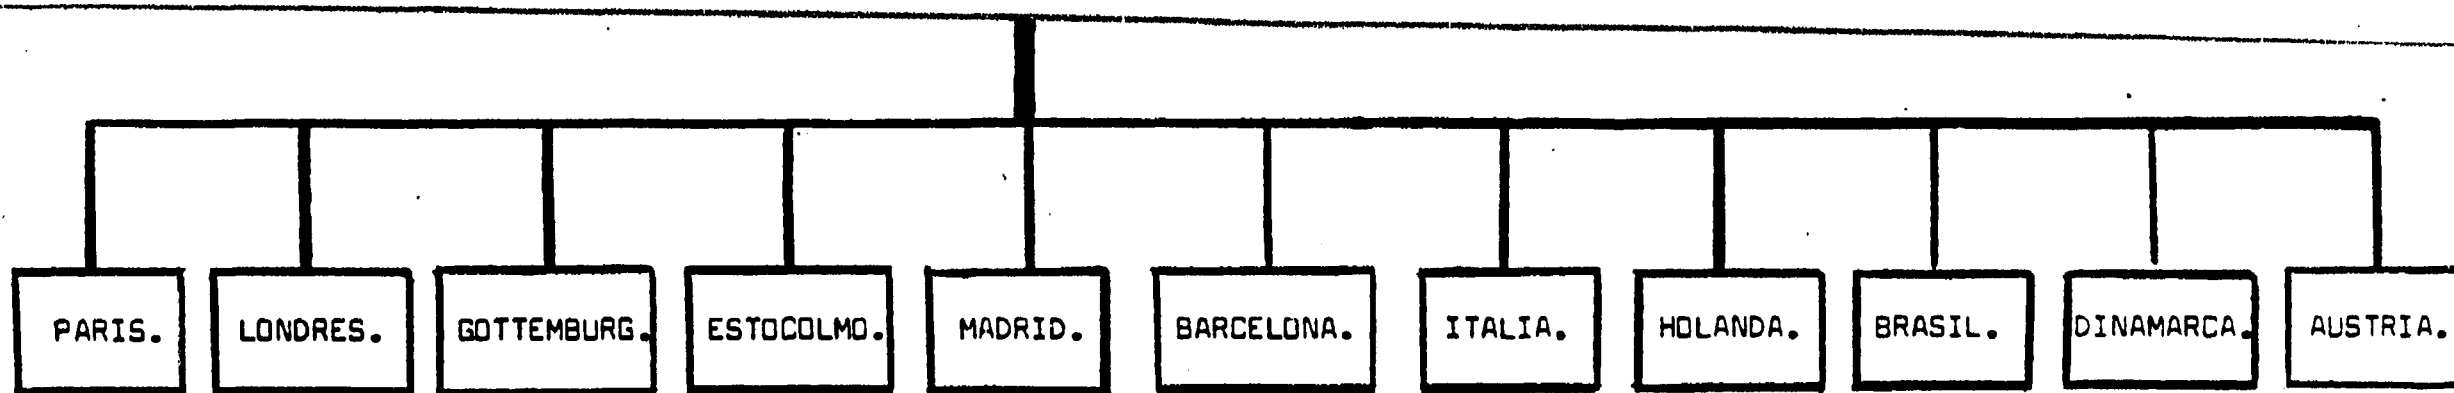 PARIS. LONDRES. GOTTEMBURG. ESTOCOLMO. MADRID. BARCELONA. ITALIA. HOLANDA. BRASIL. DINAMARCA. AUSTRIA.